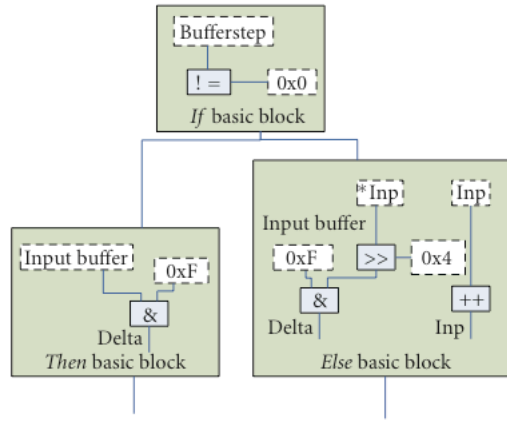 Bufferstep
! =
0x0
If basic block
Input buffer
0xF
&
Delta
Then basic block
*Inp
Inp
Input buffer
0xF
>>
0x4
&
++
Delta
Inp
Else basic block